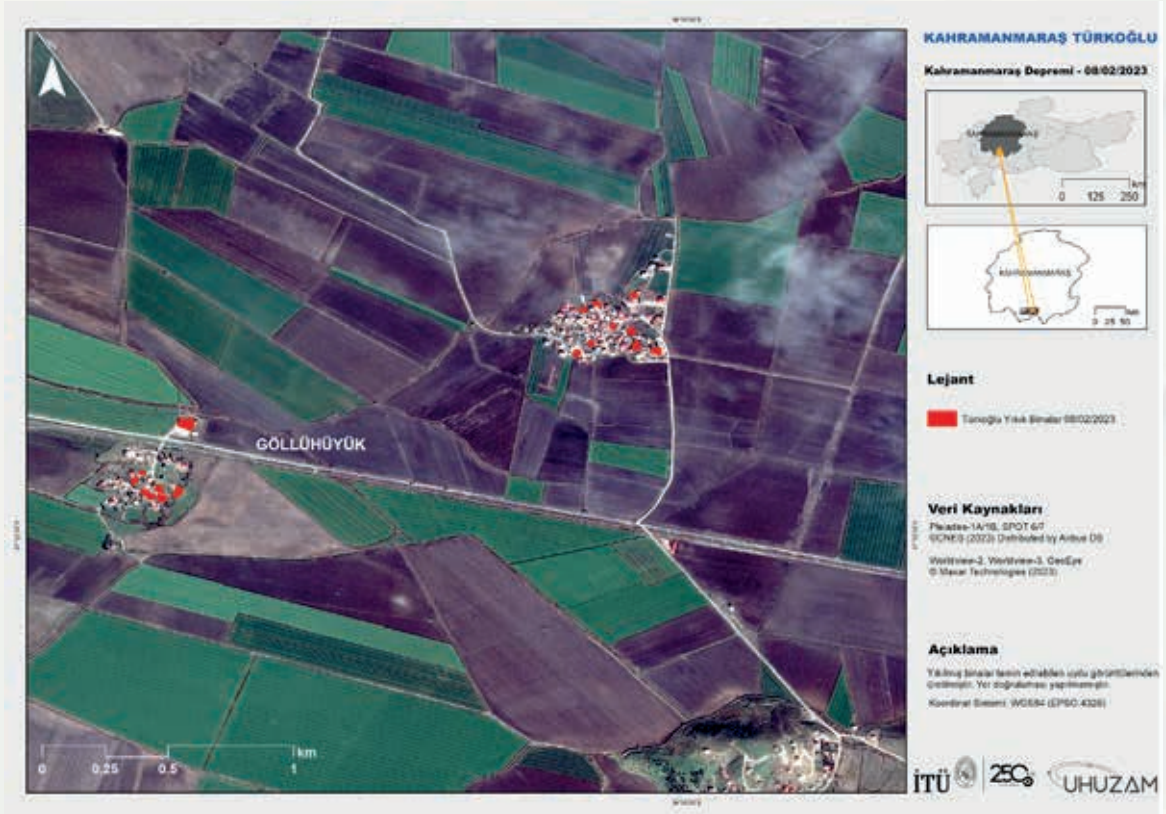 KAHRAMANMARAŞ TÜRKOĞLU
Kahramanmaraş Depremi - 08/02/2023
KAHRAMANMARAŞ
km
0 125 250
KAHRAMANMARAŞ
km
0 25 50
Lejant
Türkoğlu Yıkık Binalar 08/02/2023
GÖLLÜHÜYÜK
Veri Kaynakları
Pleiades-1A/1B, SPOT 6/7
©CNES (2023) Distributed by Airbus DS
Worldview-2, Worldview-3, GeoEye
© Maxar Technologies (2023)
Açıklama
Yıkılmış binalar temin edilebilen uydu görüntülerinden
üretilmiştir. Yer doğrulaması yapılmamıştır.
Koordinat Sistemi: WGS84 (EPSG:4326)
km
0 0.25 0.5 1
İTÜ 250 UHUZAM